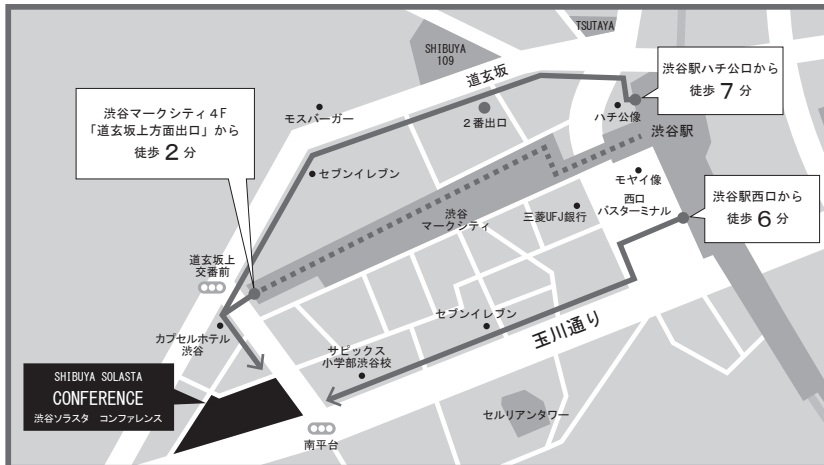 TSUTAYA
SHIBUYA
109
道玄坂
渋谷駅ハチ公口から
徒歩 7 分
渋谷マークシティ４F
「道玄坂上方面出口」から
徒歩 2 分
モスバーガー
２番出口
ハチ公像
渋谷駅
セブンイレブン
モヤイ像
西口
バスターミナル
渋谷駅西口から
徒歩 6 分
渋谷
マークシティ
三菱UFJ銀行
道玄坂上
交番前
カプセルホテル
渋谷
セブンイレブン
玉川通り
サピックス
小学部渋谷校
SHIBUYA SOLASTA
CONFERENCE
渋谷ソラスタ　コンファレンス
セルリアンタワー
南平台